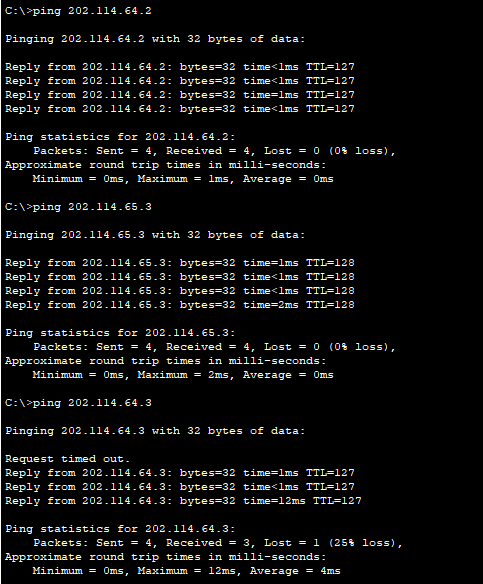 C:\>ping 202.114.64.2
Pinging 202.114.64.2 with 32 bytes of data:
Reply from 202.114.64.2: bytes=32 time<1ms TTL=127
Reply from 202.114.64.2: bytes=32 time<1ms TTL=127
Reply from 202.114.64.2: bytes=32 time=1ms TTL=127
Reply from 202.114.64.2: bytes=32 time<1ms TTL=127
Ping statistics for 202.114.64.2:
    Packets: Sent = 4, Received = 4, Lost = 0 (0% loss),
Approximate round trip times in milli-seconds:
    Minimum = 0ms, Maximum = 1ms, Average = 0ms
C:\>ping 202.114.65.3
Pinging 202.114.65.3 with 32 bytes of data:
Reply from 202.114.65.3: bytes=32 time=1ms TTL=128
Reply from 202.114.65.3: bytes=32 time<1ms TTL=128
Reply from 202.114.65.3: bytes=32 time<1ms TTL=128
Reply from 202.114.65.3: bytes=32 time=2ms TTL=128
Ping statistics for 202.114.65.3:
    Packets: Sent = 4, Received = 4, Lost = 0 (0% loss),
Approximate round trip times in milli-seconds:
    Minimum = 0ms, Maximum = 2ms, Average = 0ms
C:\>ping 202.114.64.3
Pinging 202.114.64.3 with 32 bytes of data:
Request timed out.
Reply from 202.114.64.3: bytes=32 time=1ms TTL=127
Reply from 202.114.64.3: bytes=32 time<1ms TTL=127
Reply from 202.114.64.3: bytes=32 time=12ms TTL=127
Ping statistics for 202.114.64.3:
    Packets: Sent = 4, Received = 3, Lost = 1 (25% loss),
Approximate round trip times in milli-seconds:
    Minimum = 0ms, Maximum = 12ms, Average = 4ms